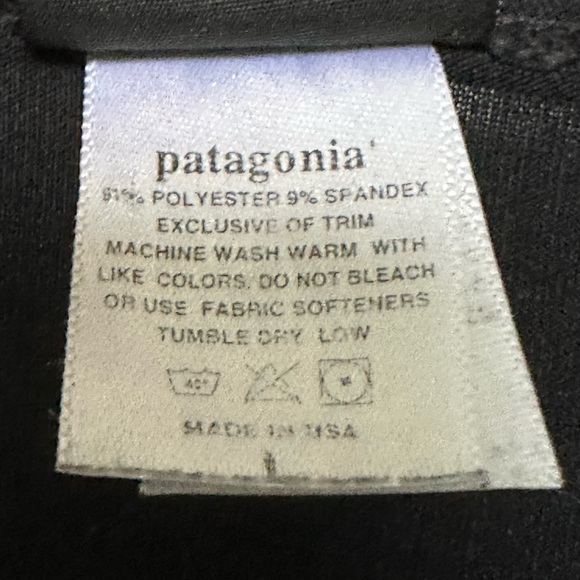 patagonia
91% POLYESTER 9% SPANDEX
EXCLUSIVE OF TRIM
MACHINE WASH WARM WITH
LIKE COLORS. DO NOT BLEACH
OR USE FABRIC SOFTENERS
TUMBLE DRY LOW
40°
MADE IN USA